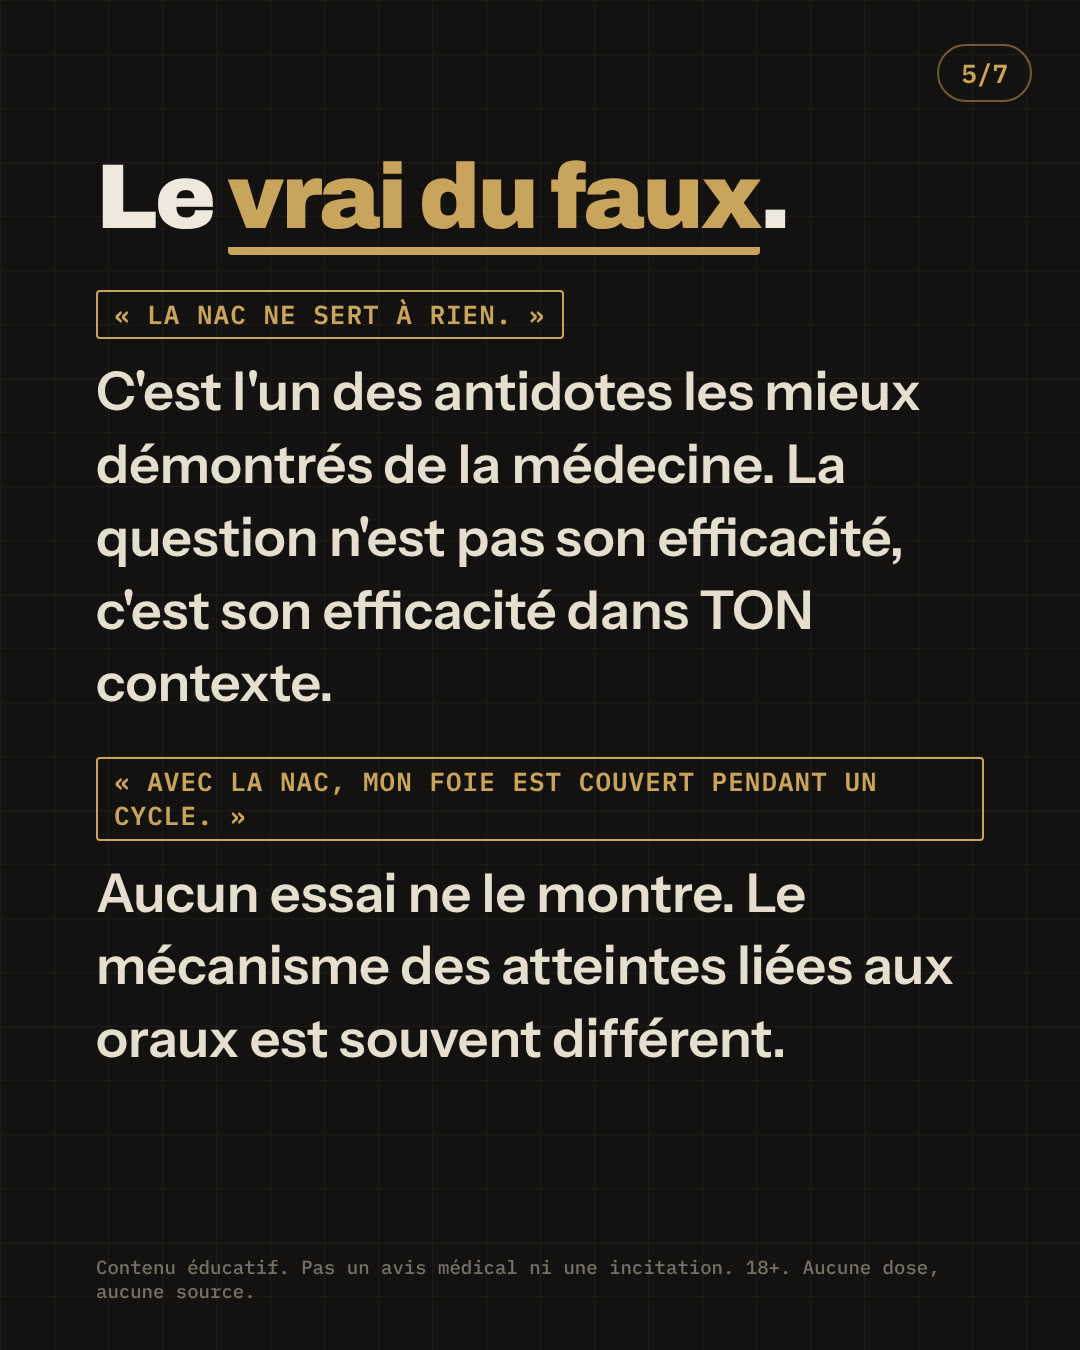 5/7
Le vrai du faux.
« LA NAC NE SERT À RIEN. »
C'est l'un des antidotes les mieux
démontrés de la médecine. La
question n'est pas son efficacité,
c'est son efficacité dans TON
contexte.
« AVEC LA NAC, MON FOIE EST COUVERT PENDANT UN
CYCLE. »
Aucun essai ne le montre. Le
mécanisme des atteintes liées aux
oraux est souvent différent.
Contenu éducatif. Pas un avis médical ni une incitation. 18+. Aucune dose,
aucune source.